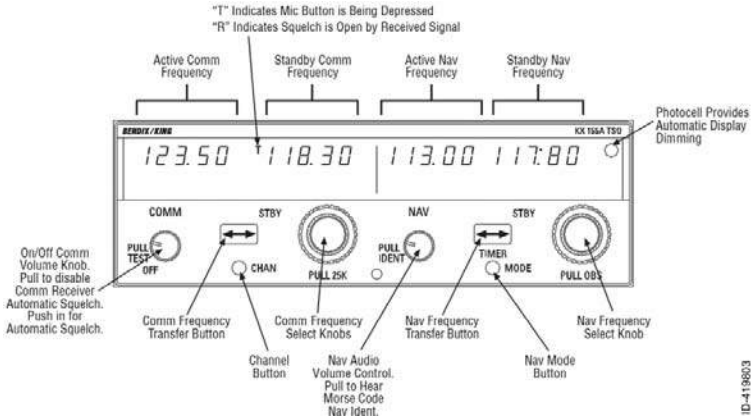 "T" Indicates Mic Button is Being Depressed
"R" Indicates Squelch is Open by Received Signal
Active Comm
Frequency
Standby Comm
Frequency
Active Nav
Frequency
Standby Nav
Frequency
Photocell Provides
Automatic Display
Dimming
BENDIX/KING
KX 155A TSO
123.50 T 118.30 113.00 117.80
COMM
STBY
NAV
STBY
PULL
TEST
OFF
CHAN
PULL 25K
PULL
IDENT
TIMER
MODE
PULL OBS
On/Off Comm
Volume Knob.
Pull to disable
Comm Receiver
Automatic Squelch.
Push in for
Automatic Squelch.
Comm Frequency
Transfer Button
Channel
Button
Comm Frequency
Select Knobs
Nav Audio
Volume Control.
Pull to Hear
Morse Code
Nav Ident.
Nav Frequency
Transfer Button
Nav Mode
Button
Nav Frequency
Select Knob
ID-419803